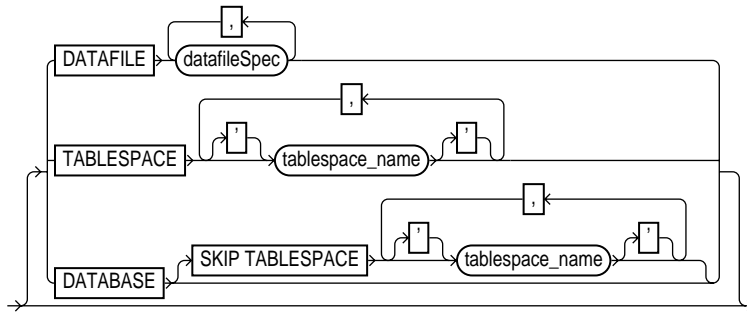 ,
DATAFILE datafileSpec
,
TABLESPACE ' tablespace_name '
,
SKIP TABLESPACE ' tablespace_name '
DATABASE